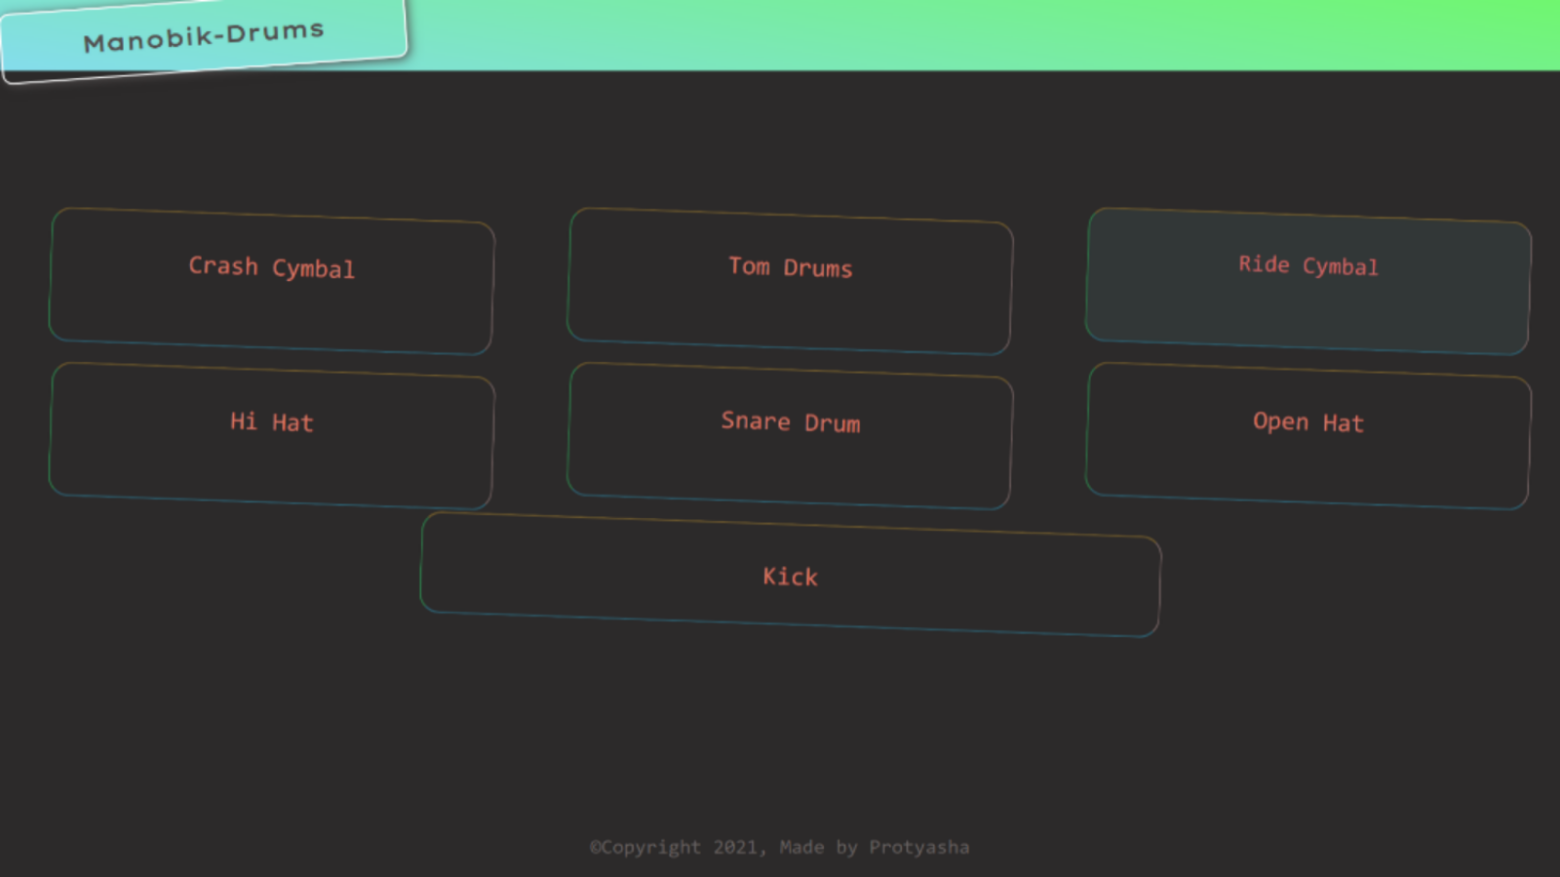 Manobik-Drums
Crash Cymbal
Tom Drums
Ride Cymbal
Hi Hat
Snare Drum
Open Hat
Kick
©Copyright 2021, Made by Protyasha